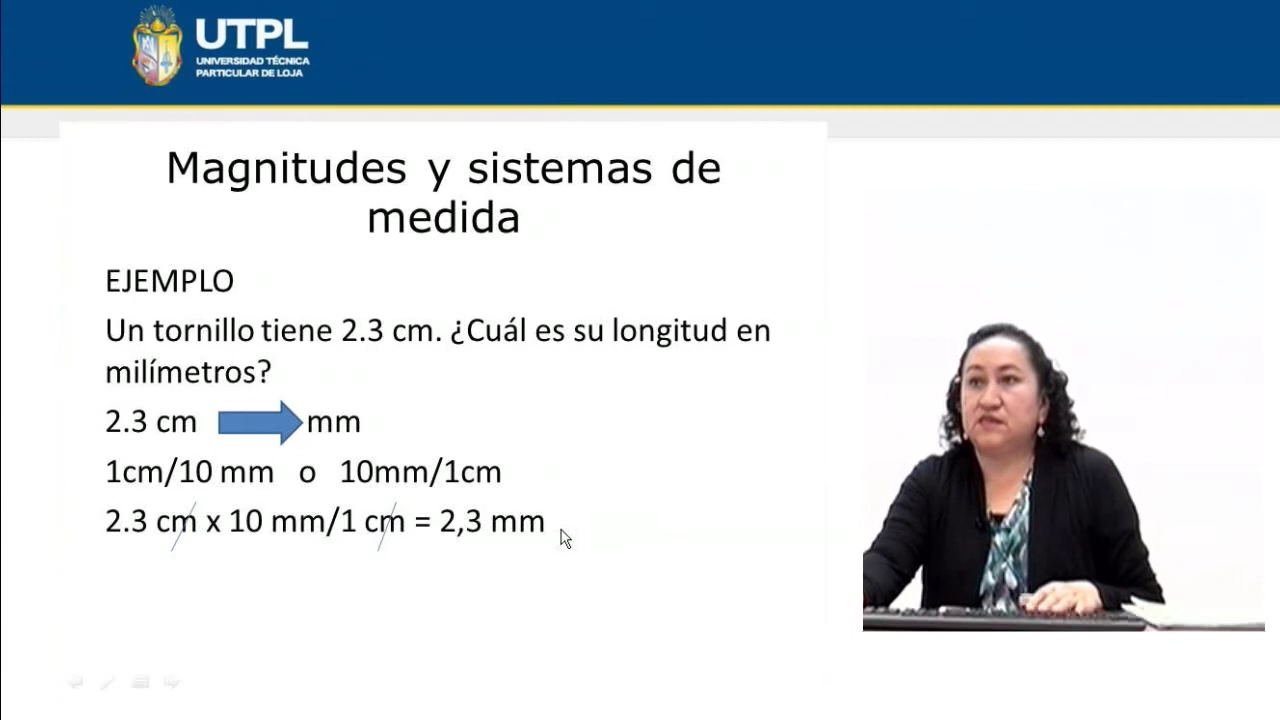 UTPL
UNIVERSIDAD TÉCNICA
PARTICULAR DE LOJA
Magnitudes y sistemas de
medida
EJEMPLO
Un tornillo tiene 2.3 cm. ¿Cuál es su longitud en
milímetros?
2.3 cm mm
1cm/10 mm o 10mm/1cm
2.3 cm x 10 mm/1 cm = 2,3 mm